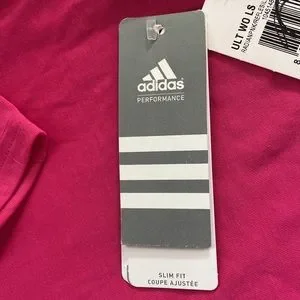 adidas
PERFORMANCE
SLIM FIT
COUPE AJUSTÉE
ULT WO LS